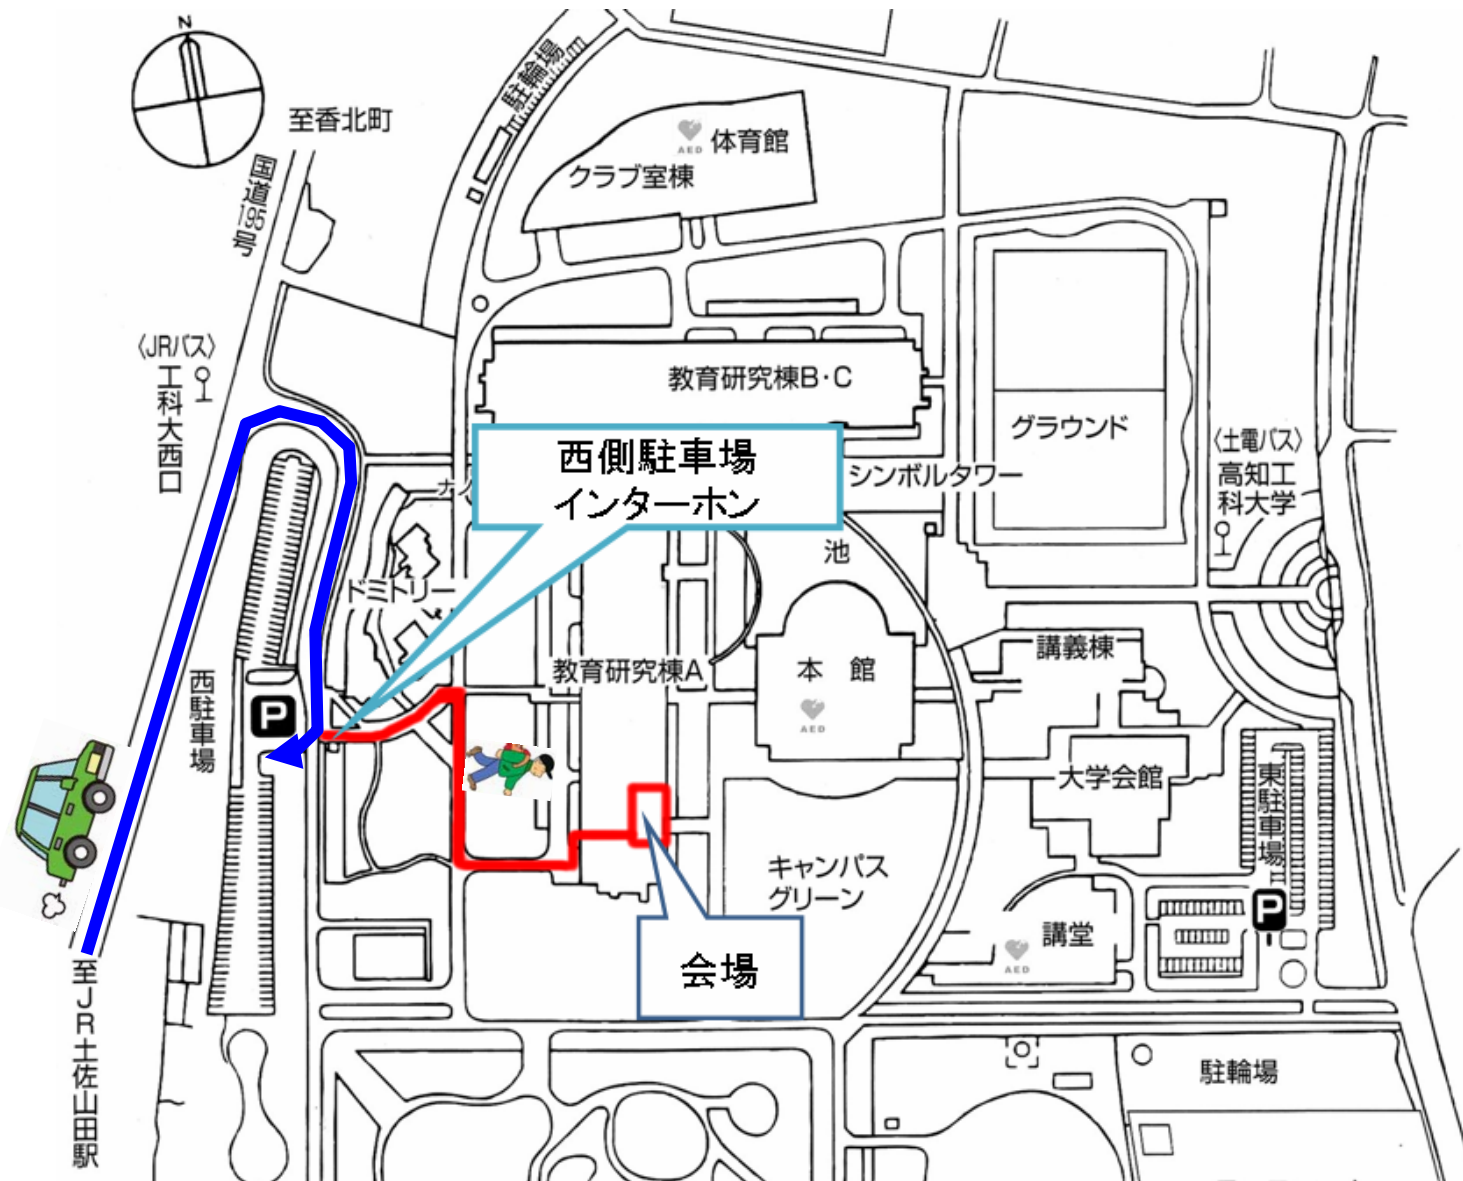 N
至香北町
国道195号
駐輪場
AED
体育館
クラブ室棟
〈JRバス〉
工科大西口
教育研究棟B・C
グラウンド
西側駐車場
インターホン
シンボルタワー
〈土電バス〉
高知工
科大学
ナノ
池
ドミトリー
教育研究棟A
本 館
AED
講義棟
西駐車場
P
大学会館
東駐車場
P
キャンパス
グリーン
講堂
AED
会場
至JR土佐山田駅
駐輪場